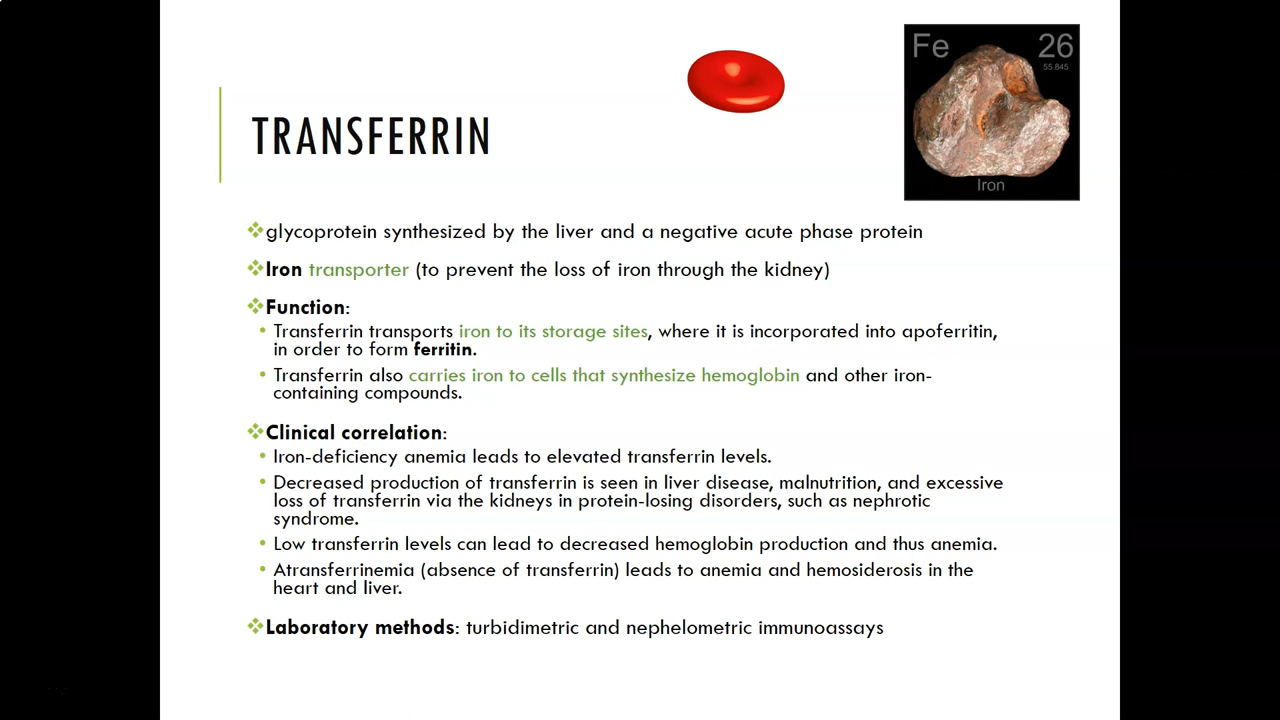 Fe 26
55.845
Iron
TRANSFERRIN
❖glycoprotein synthesized by the liver and a negative acute phase protein
❖Iron transporter (to prevent the loss of iron through the kidney)
❖Function:
• Transferrin transports iron to its storage sites, where it is incorporated into apoferritin,
in order to form ferritin.
• Transferrin also carries iron to cells that synthesize hemoglobin and other iron-
containing compounds.
❖Clinical correlation:
• Iron-deficiency anemia leads to elevated transferrin levels.
• Decreased production of transferrin is seen in liver disease, malnutrition, and excessive
loss of transferrin via the kidneys in protein-losing disorders, such as nephrotic
syndrome.
• Low transferrin levels can lead to decreased hemoglobin production and thus anemia.
• Atransferrinemia (absence of transferrin) leads to anemia and hemosiderosis in the
heart and liver.
❖Laboratory methods: turbidimetric and nephelometric immunoassays